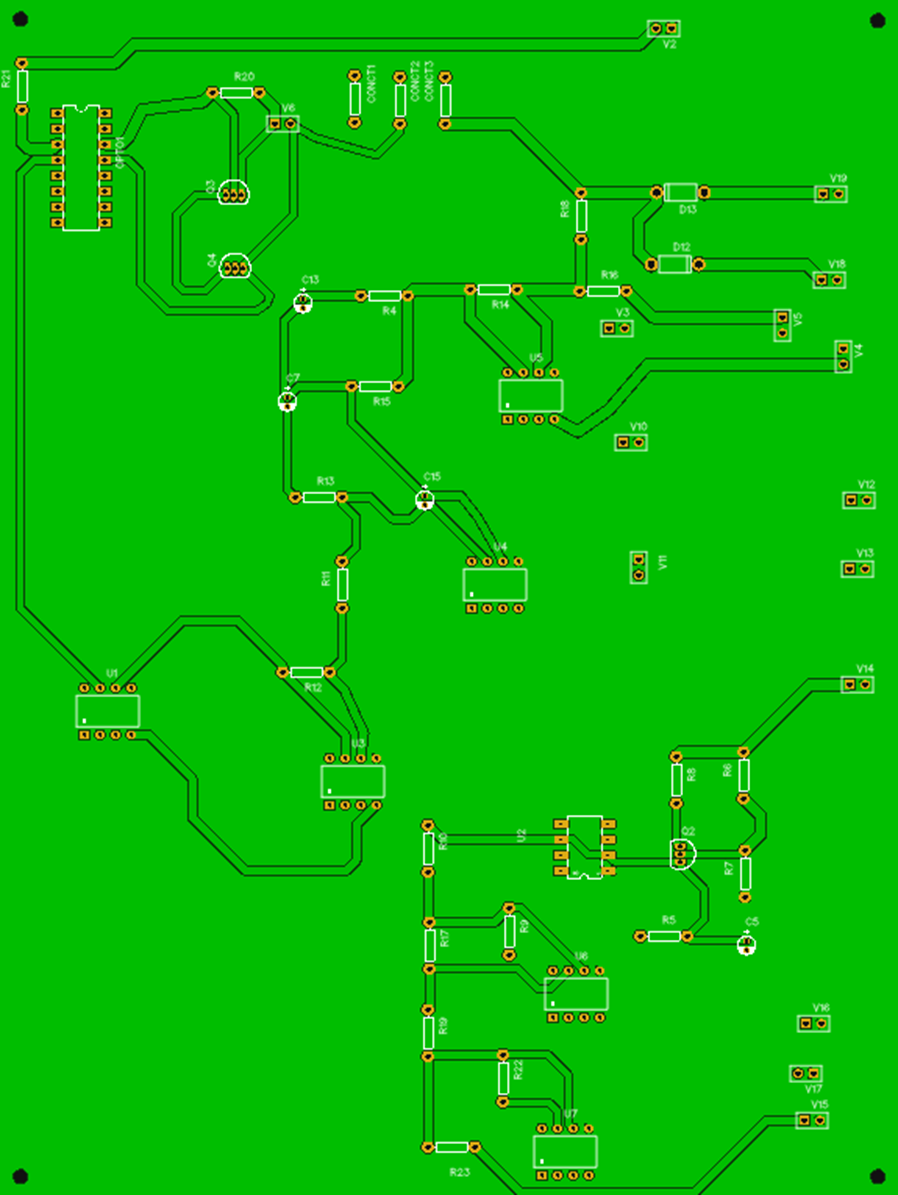 V2
R21
R20
CONCT1
CONCT2
CONCT3
V6
OPTO1
Q3
R18
D13
V19
D12
V18
Q4
C13
R4
R14
R16
V3
V5
U5
V4
C7
R15
V10
R13
C15
V12
U4
R11
V11
V13
U1
R12
V14
U3
R8
R6
R10
U2
Q2
R7
R17
R9
R5
C5
U6
R19
V16
R22
V17
U7
V15
R23